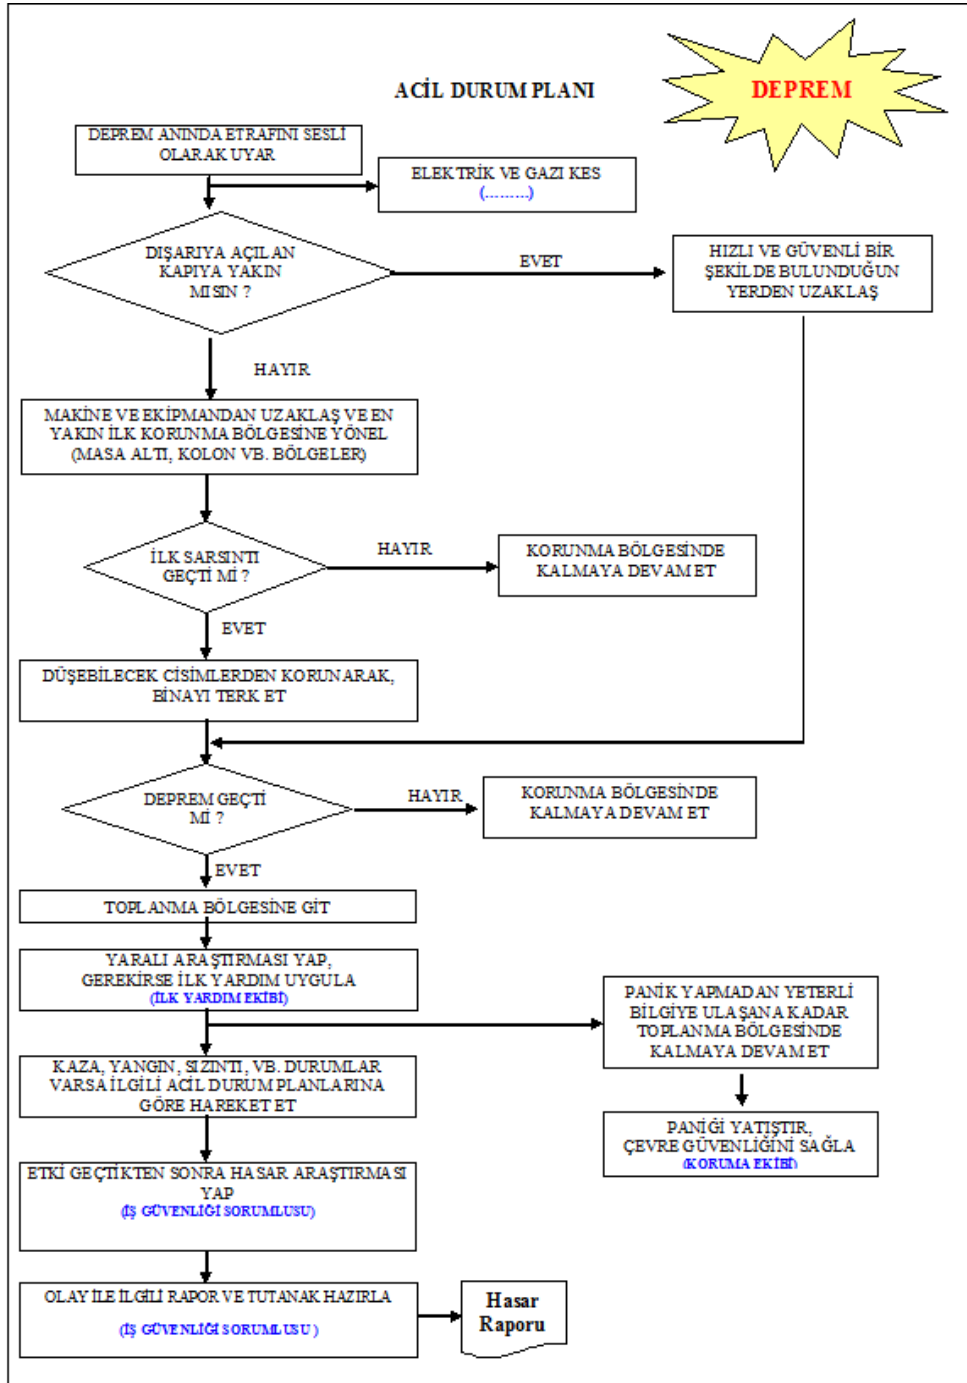 ACİL DURUM PLANI
DEPREM
DEPREM ANINDA ETRAFINI SESLİ
OLARAK UYAR
ELEKTRİK VE GAZI KES
(.........)
DIŞARIYA AÇILAN
KAPIYA YAKIN
MISIN ?
EVET
HIZLI VE GÜVENLİ BİR
ŞEKİLDE BULUNDUĞUN
YERDEN UZAKLAŞ
HAYIR
MAKİNE VE EKİPMANDAN UZAKLAŞ VE EN
YAKIN İLK KORUNMA BÖLGESİNE YÖNEL
(MASA ALTI, KOLON VB. BÖLGELER)
İLK SARSINTI
GEÇTİ Mİ ?
HAYIR
KORUNMA BÖLGESİNDE
KALMAYA DEVAM ET
EVET
DÜŞEBİLECEK CİSİMLERDEN KORUNARAK,
BİNAYI TERK ET
DEPREM GEÇTİ
Mİ ?
HAYIR
KORUNMA BÖLGESİNDE
KALMAYA DEVAM ET
EVET
TOPLANMA BÖLGESİNE GİT
YARALI ARAŞTIRMASI YAP,
GEREKİRSE İLK YARDIM UYGULA
(İLK YARDIM EKİBİ)
PANİK YAPMADAN YETERLİ
BİLGİYE ULAŞANA KADAR
TOPLANMA BÖLGESİNDE
KALMAYA DEVAM ET
KAZA, YANGIN, SIZINTI, VB. DURUMLAR
VARSA İLGİLİ ACİL DURUM PLANLARINA
GÖRE HAREKET ET
PANİĞİ YATIŞTIR,
ÇEVRE GÜVENLİĞİNİ SAĞLA
(KORUMA EKİBİ)
ETKİ GEÇTİKTEN SONRA HASAR ARAŞTIRMASI
YAP
(İŞ GÜVENLİĞİ SORUMLUSU)
OLAY İLE İLGİLİ RAPOR VE TUTANAK HAZIRLA
(İŞ GÜVENLİĞİ SORUMLUSU )
Hasar
Raporu